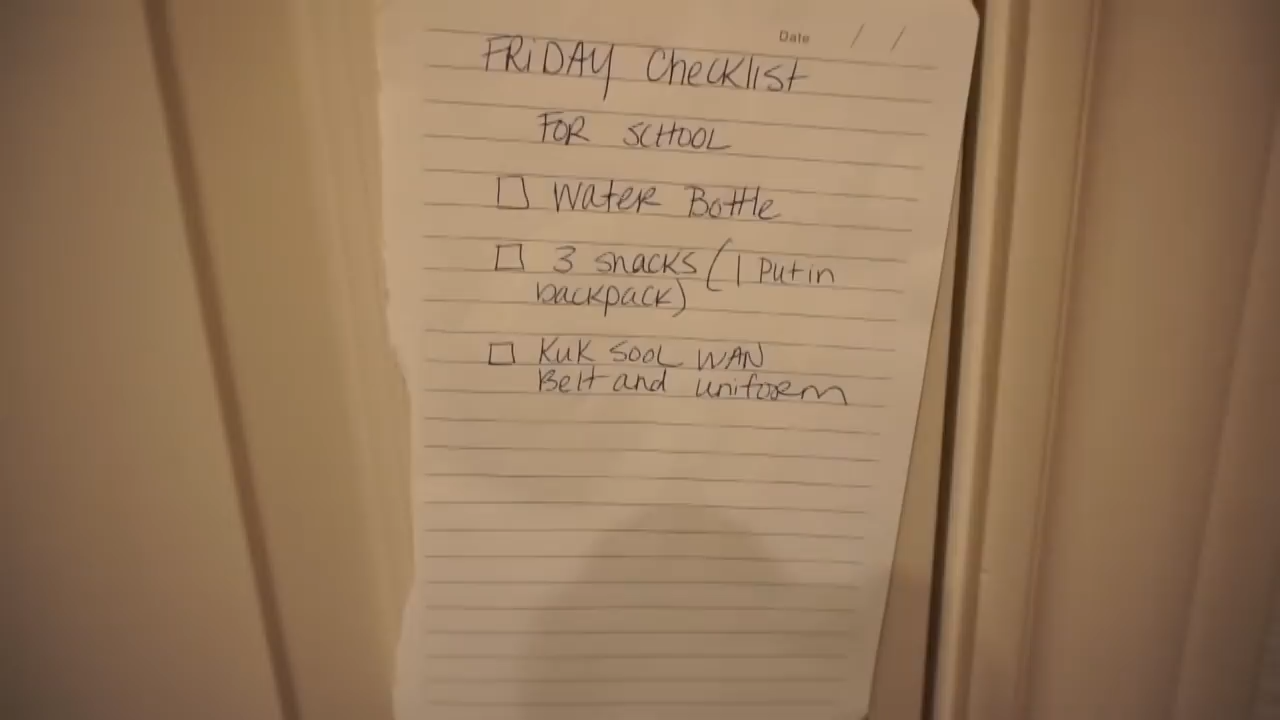 Date / /
FRiDAY Checklist
FOR SCHOOL
□ Water Bottle
□ 3 snacks (1 Put in
backpack)
□ Kuk SOOL WAN
Belt and uniform